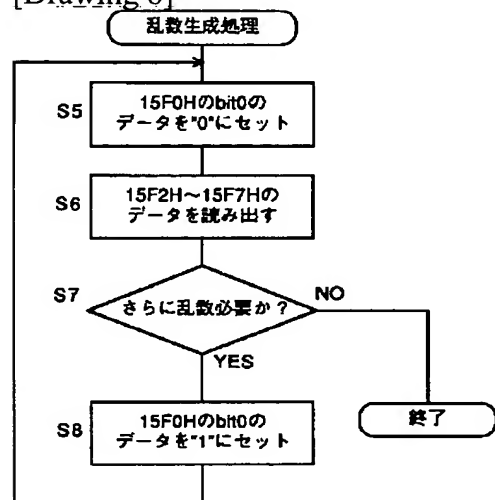 [Drawing 6]
乱数生成処理
S5
15F0Hのbit0の
データを"0"にセット
S6
15F2H～15F7Hの
データを読み出す
S7
さらに乱数必要か？
NO
YES
S8
15F0Hのbit0の
データを"1"にセット
終了